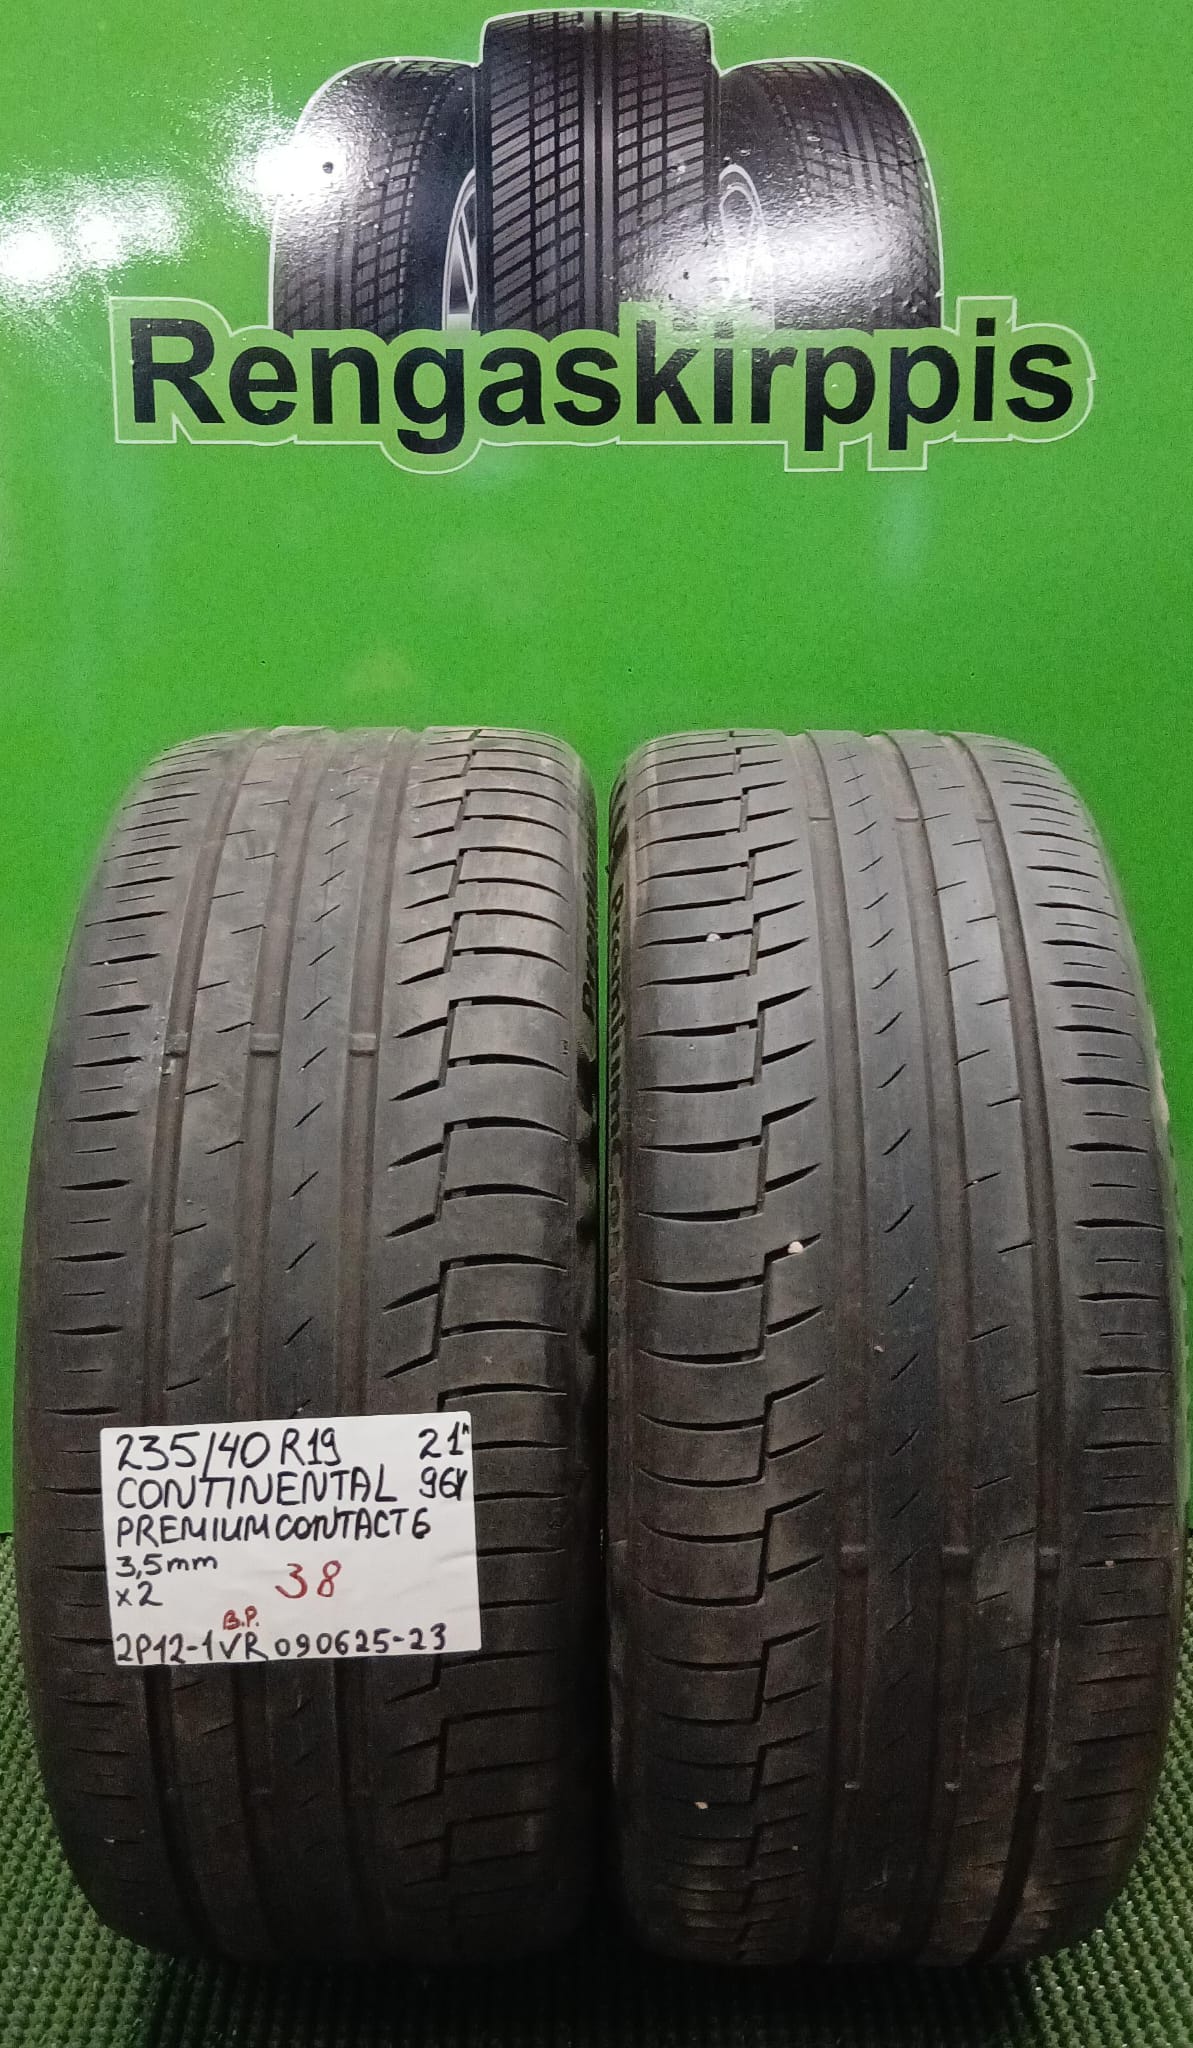 Rengaskirppis
235/40 R19 21"
CONTINENTAL 96Y
PREMIUMCONTACT6
3,5mm
x2 38
B.P.
2P12-1VR 090625-23